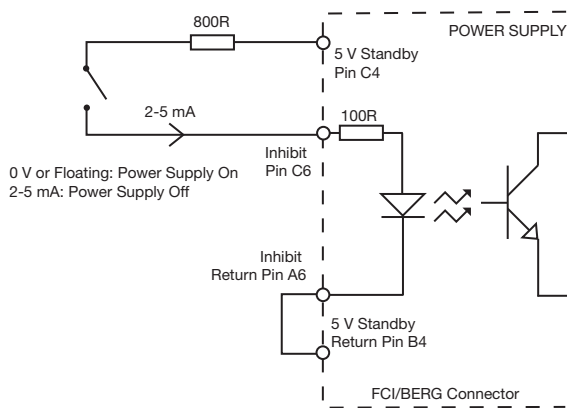 800R
POWER SUPPLY
5 V Standby
Pin C4
2-5 mA
100R
Inhibit
Pin C6
0 V or Floating: Power Supply On
2-5 mA: Power Supply Off
Inhibit
Return Pin A6
5 V Standby
Return Pin B4
FCI/BERG Connector